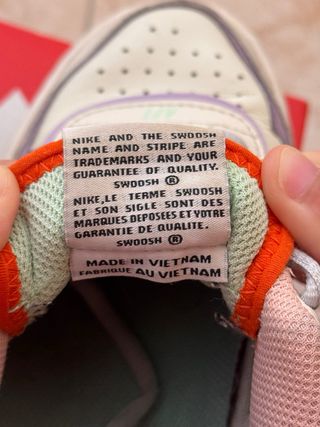 NIKE AND THE SWOOSH
NAME AND STRIPE ARE
TRADEMARKS AND YOUR
GUARANTEE OF QUALITY.
SWOOSH ®
NIKE,LE TERME SWOOSH
ET SON SIGLE SONT DES
MARQUES DEPOSEES ET VOTRE
GARANTIE DE QUALITE.
SWOOSH ®
MADE IN VIETNAM
FABRIQUE AU VIETNAM